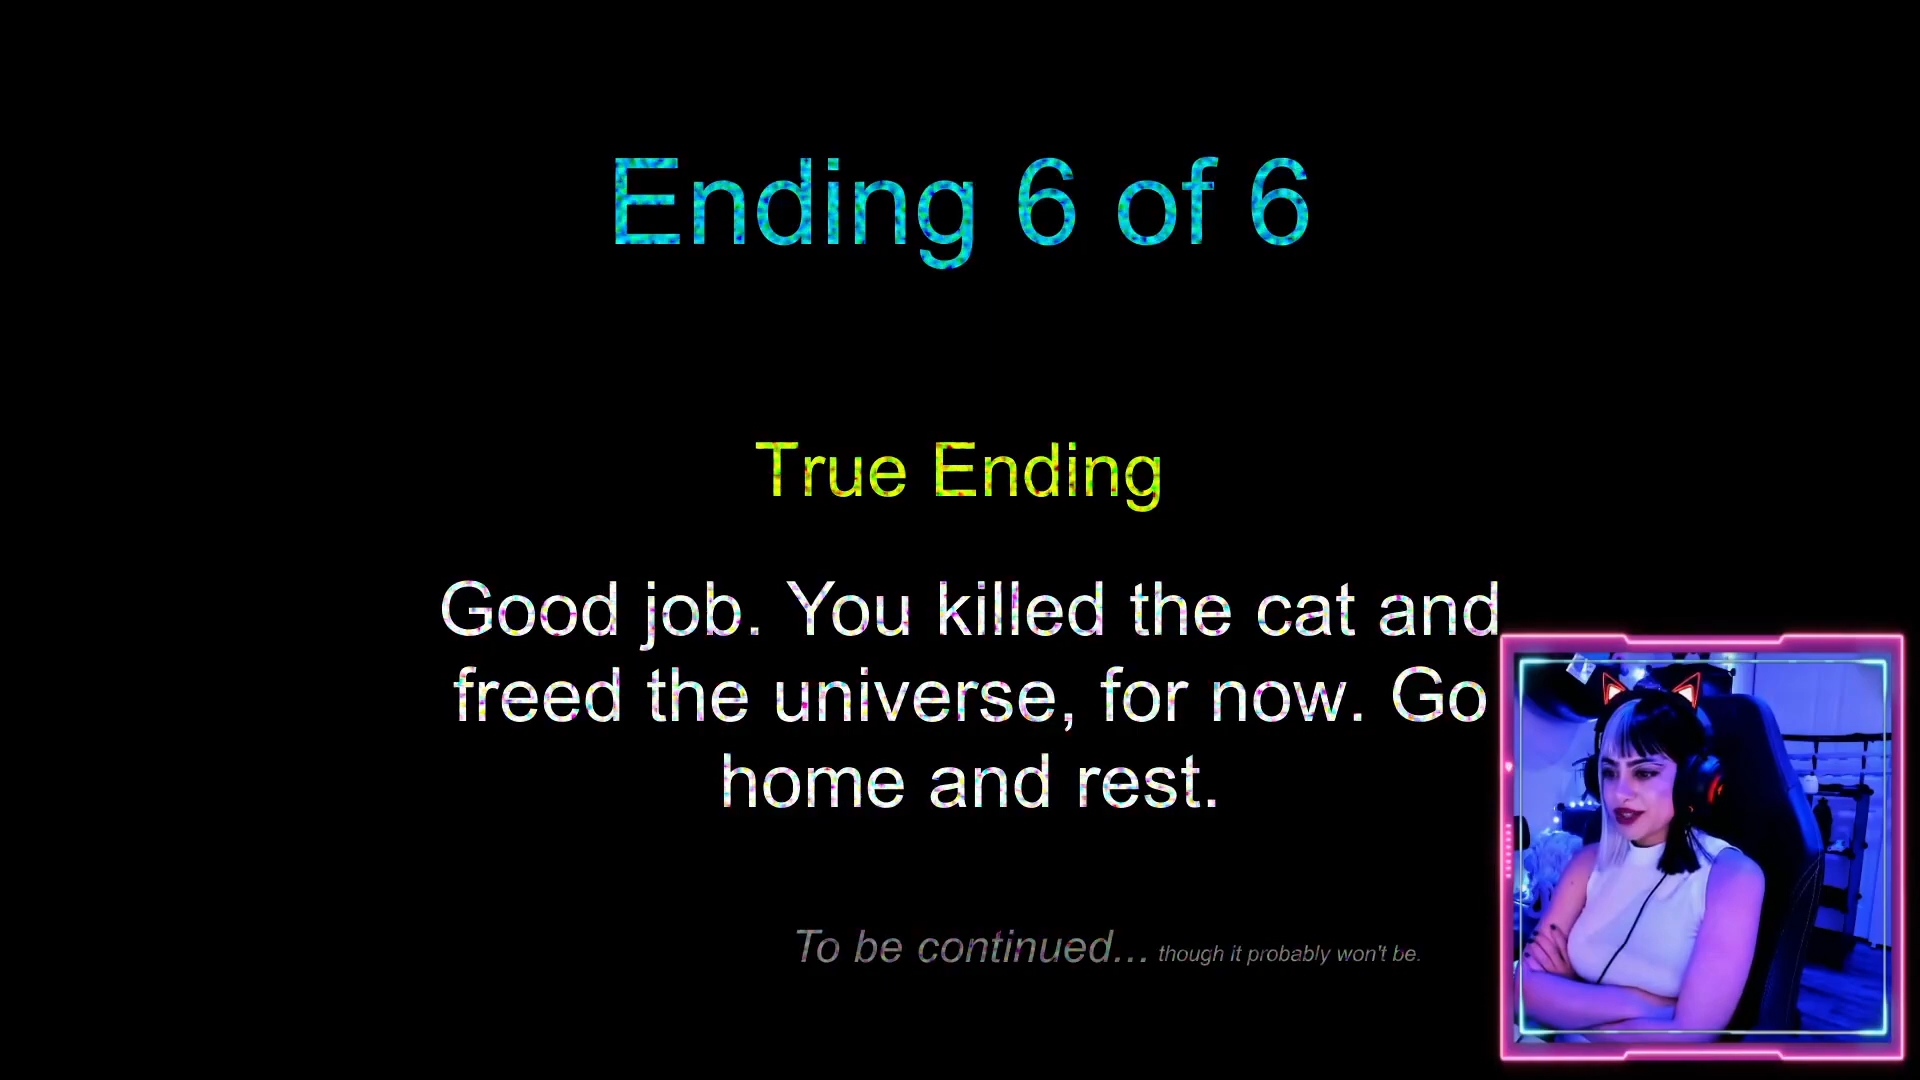 Ending 6 of 6
True Ending
Good job. You killed the cat and
freed the universe, for now. Go
home and rest.
To be continued... though it probably won't be.